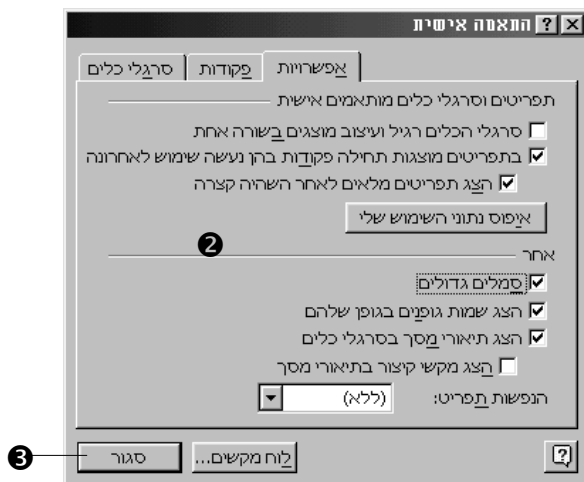 התאמה אישית
אפשרויות פקודות סרגלי כלים
תפריטים וסרגלי כלים מותאמים אישית
סרגלי הכלים רגיל ועיצוב מוצגים בשורה אחת
בתפריטים מוצגות תחילה פקודות בהן נעשה שימוש לאחרונה
הצג תפריטים מלאים לאחר השהיה קצרה
איפוס נתוני השימוש שלי
❷
אחר
סמלים גדולים
הצג שמות גופנים בגופן שלהם
הצג תיאורי מסך בסרגלי כלים
הצג מקשי קיצור בתיאורי מסך
הנפשות תפריט: (ללא)
לוח מקשים... סגור ❸